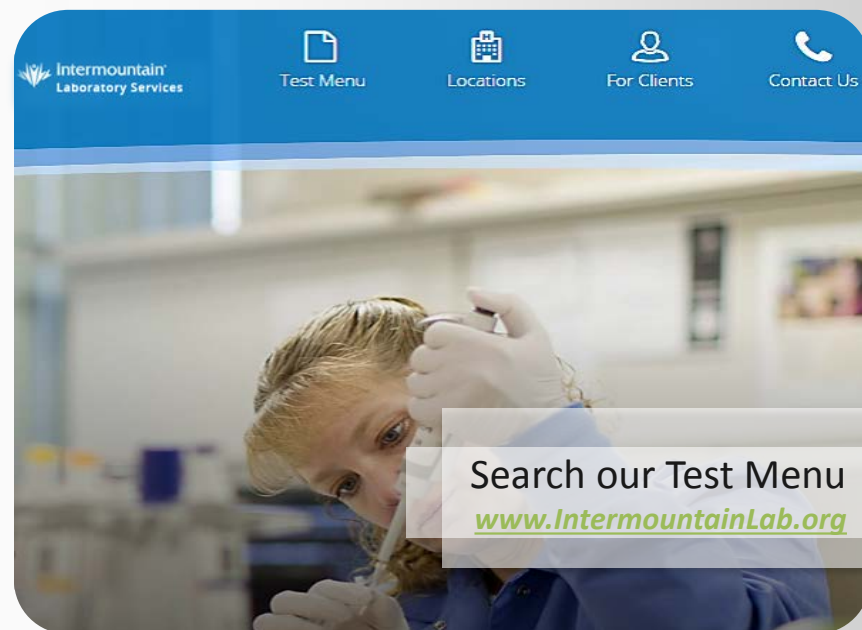 Intermountain®
Laboratory Services
Test Menu
Locations
For Clients
Contact Us
Search our Test Menu
www.IntermountainLab.org